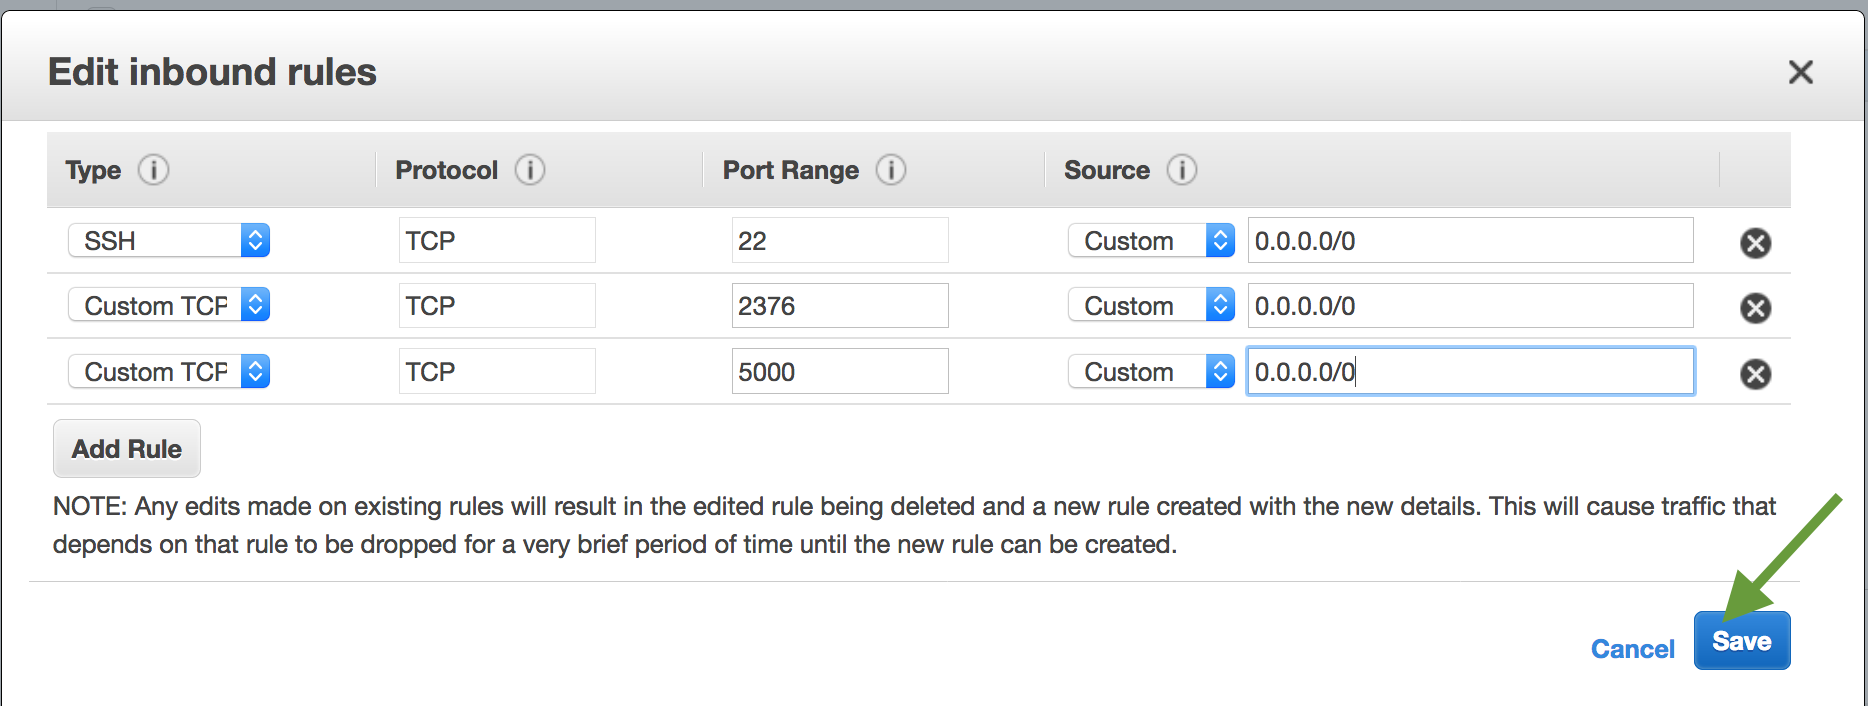 Edit inbound rules
Type i Protocol i Port Range i Source i
SSH TCP 22 Custom 0.0.0.0/0
Custom TCP TCP 2376 Custom 0.0.0.0/0
Custom TCP TCP 5000 Custom 0.0.0.0/0
Add Rule
NOTE: Any edits made on existing rules will result in the edited rule being deleted and a new rule created with the new details. This will cause traffic that
depends on that rule to be dropped for a very brief period of time until the new rule can be created.
Cancel Save